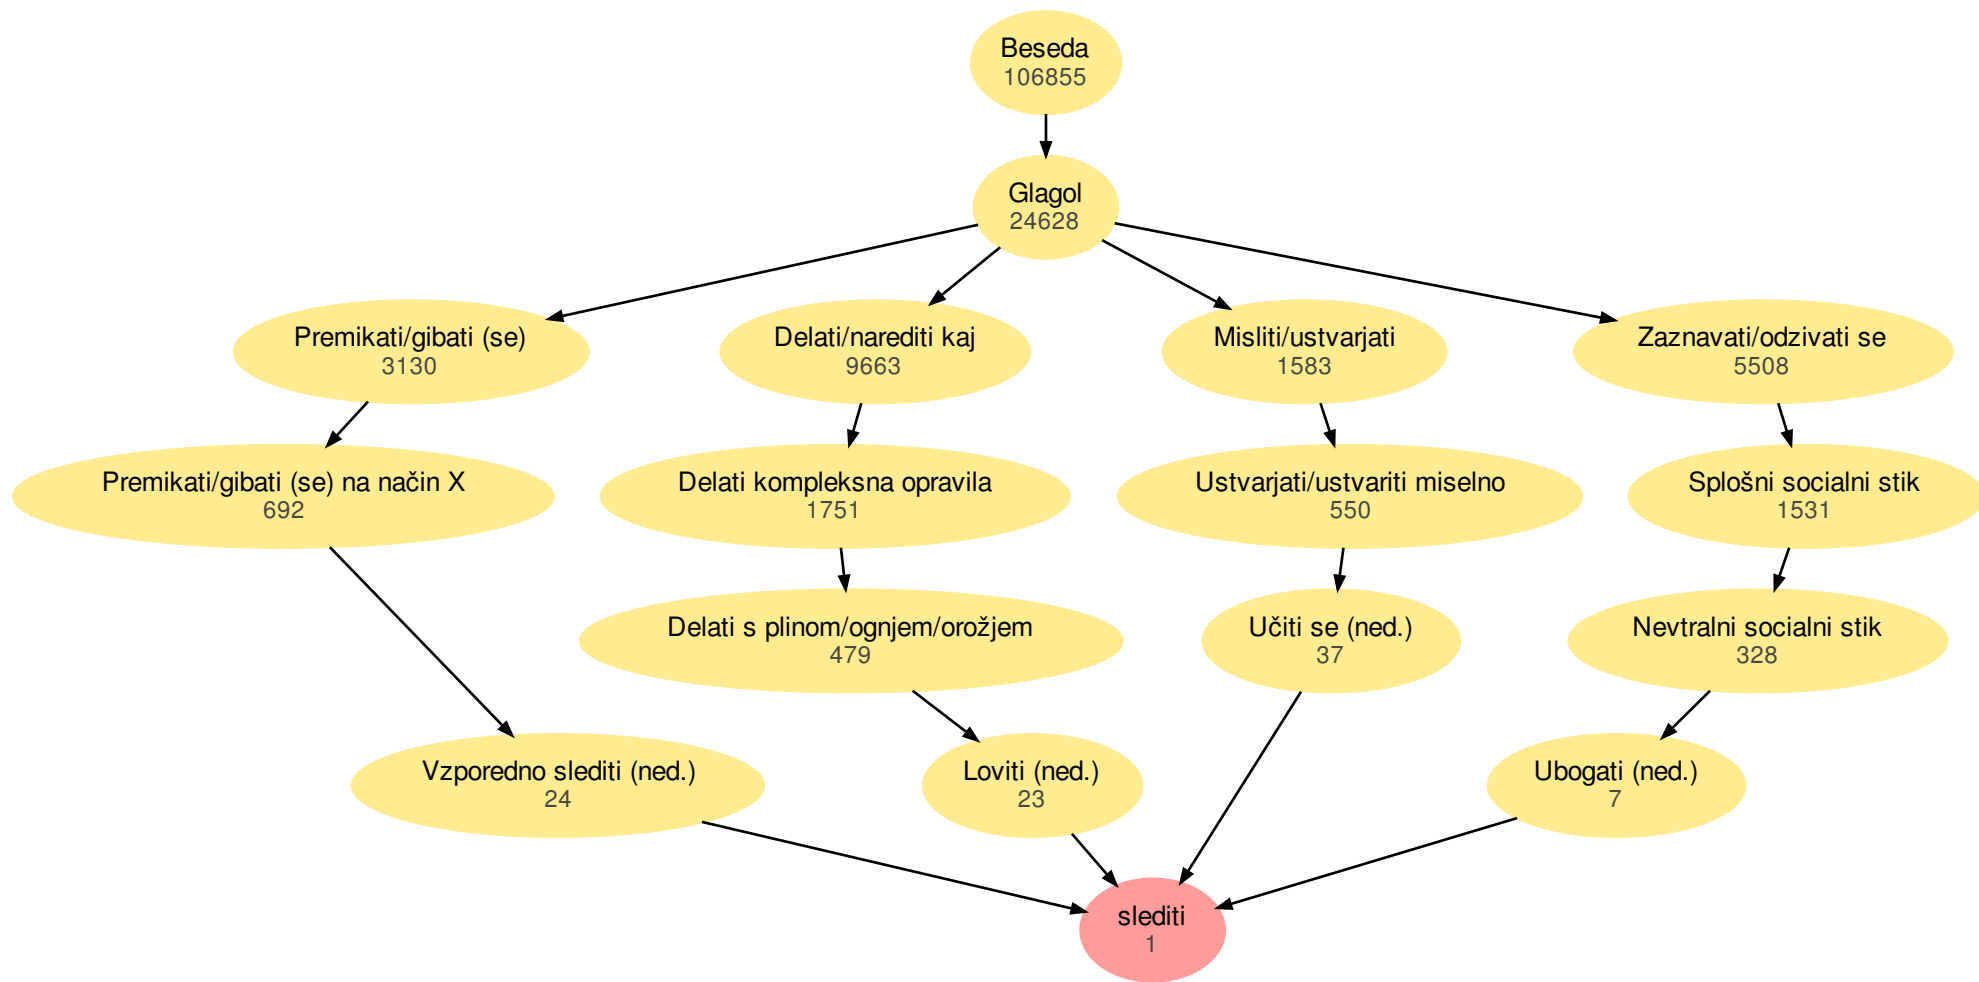 Beseda
106855
Glagol
24628
Premikati/gibati (se)
3130
Delati/narediti kaj
9663
Misliti/ustvarjati
1583
Zaznavati/odzivati se
5508
Premikati/gibati (se) na način X
692
Delati kompleksna opravila
1751
Ustvarjati/ustvariti miselno
550
Splošni socialni stik
1531
Delati s plinom/ognjem/orožjem
479
Učiti se (ned.)
37
Nevtralni socialni stik
328
Vzporedno slediti (ned.)
24
Loviti (ned.)
23
Ubogati (ned.)
7
slediti
1